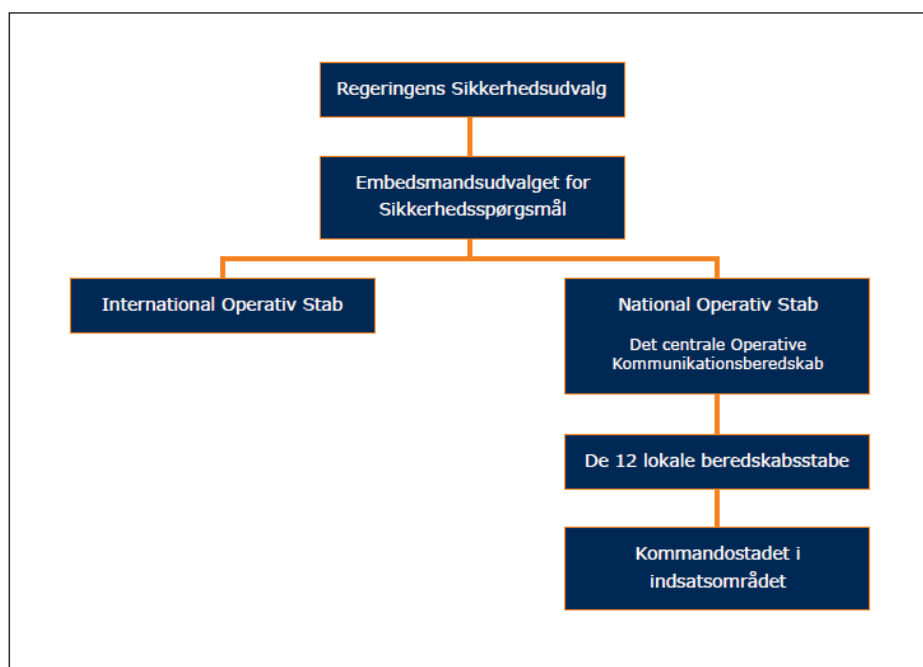 Regeringens Sikkerhedsudvalg
Embedsmandsudvalget for
Sikkerhedsspørgsmål
International Operativ Stab
National Operativ Stab
Det centrale Operative
Kommunikationsberedskab
De 12 lokale beredskabsstabe
Kommandostadet i
indsatsområdet